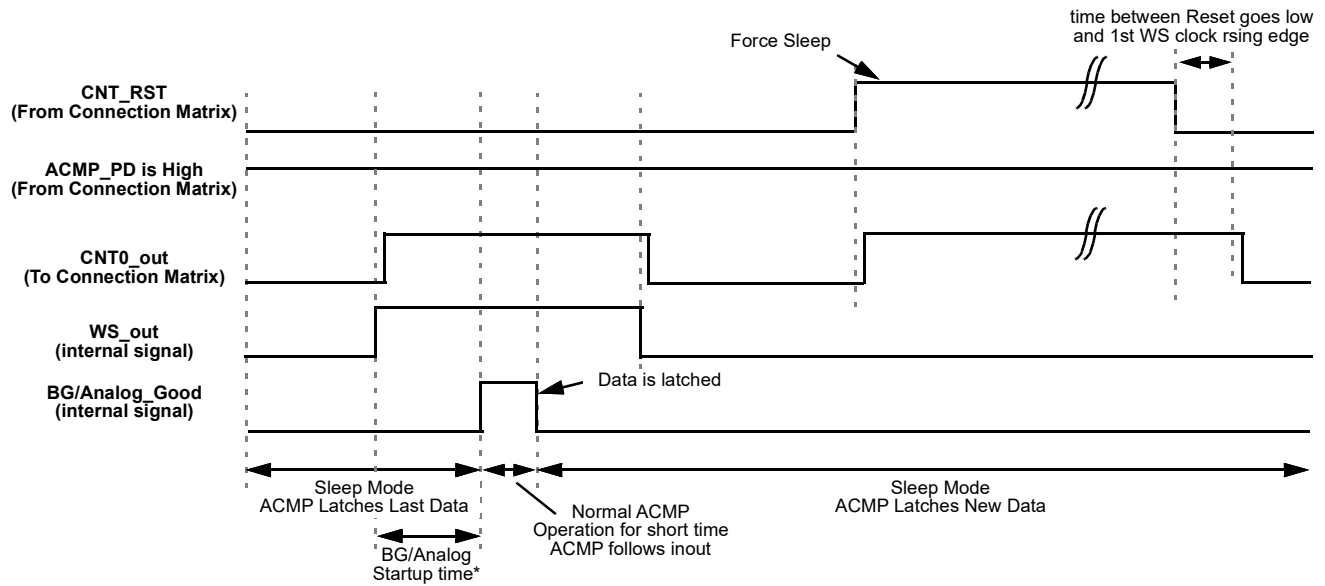 time between Reset goes low
and 1st WS clock rsing edge
Force Sleep
CNT_RST
(From Connection Matrix)
ACMP_PD is High
(From Connection Matrix)
CNT0_out
(To Connection Matrix)
WS_out
(internal signal)
BG/Analog_Good
(internal signal)
Data is latched
Sleep Mode
ACMP Latches Last Data
Normal ACMP
Operation for short time
ACMP follows inout
Sleep Mode
ACMP Latches New Data
BG/Analog
Startup time*